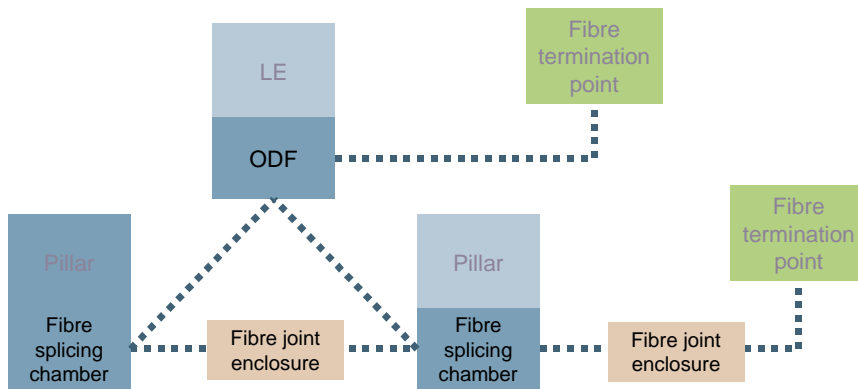 LE
ODF
Fibre
termination
point
Pillar
Fibre
splicing
chamber
Fibre joint
enclosure
Pillar
Fibre
splicing
chamber
Fibre joint
enclosure
Fibre
termination
point